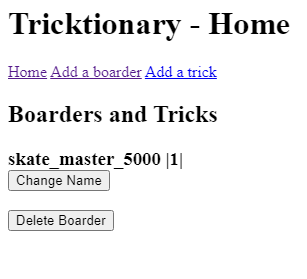 Tricktionary - Home
Home Add a boarder Add a trick
Boarders and Tricks
skate_master_5000 |1|
Change Name
Delete Boarder